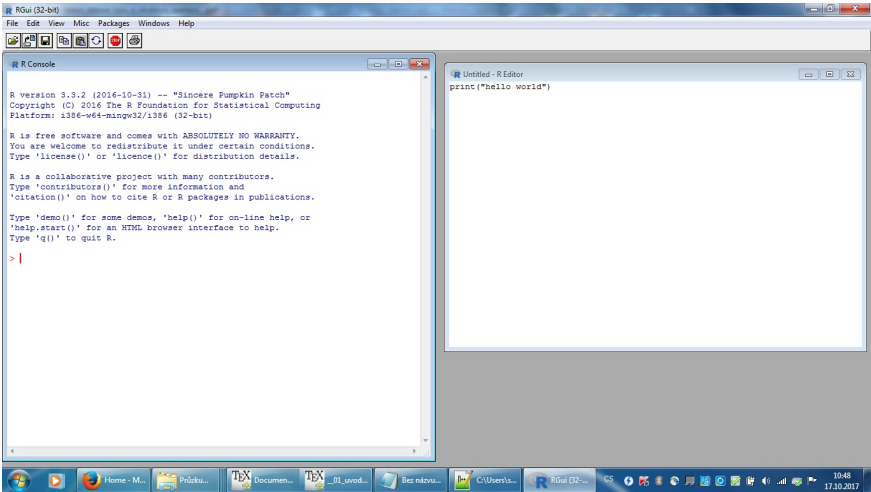 RGui (32-bit)
File Edit View Misc Packages Windows Help
STOP
R Console
R version 3.3.2 (2016-10-31) -- "Sincere Pumpkin Patch"
Copyright (C) 2016 The R Foundation for Statistical Computing
Platform: i386-w64-mingw32/i386 (32-bit)
R is free software and comes with ABSOLUTELY NO WARRANTY.
You are welcome to redistribute it under certain conditions.
Type 'license()' or 'licence()' for distribution details.
R is a collaborative project with many contributors.
Type 'contributors()' for more information and
'citation()' on how to cite R or R packages in publications.
Type 'demo()' for some demos, 'help()' for on-line help, or
'help.start()' for an HTML browser interface to help.
Type 'q()' to quit R.
>
Untitled - R Editor
print("hello world")
Home - M... Průzku... TEX Documen... TEX _01_uvod... Bez názvu... C:\Users\s... R RGui (32-... CS
10:48
17.10.2017